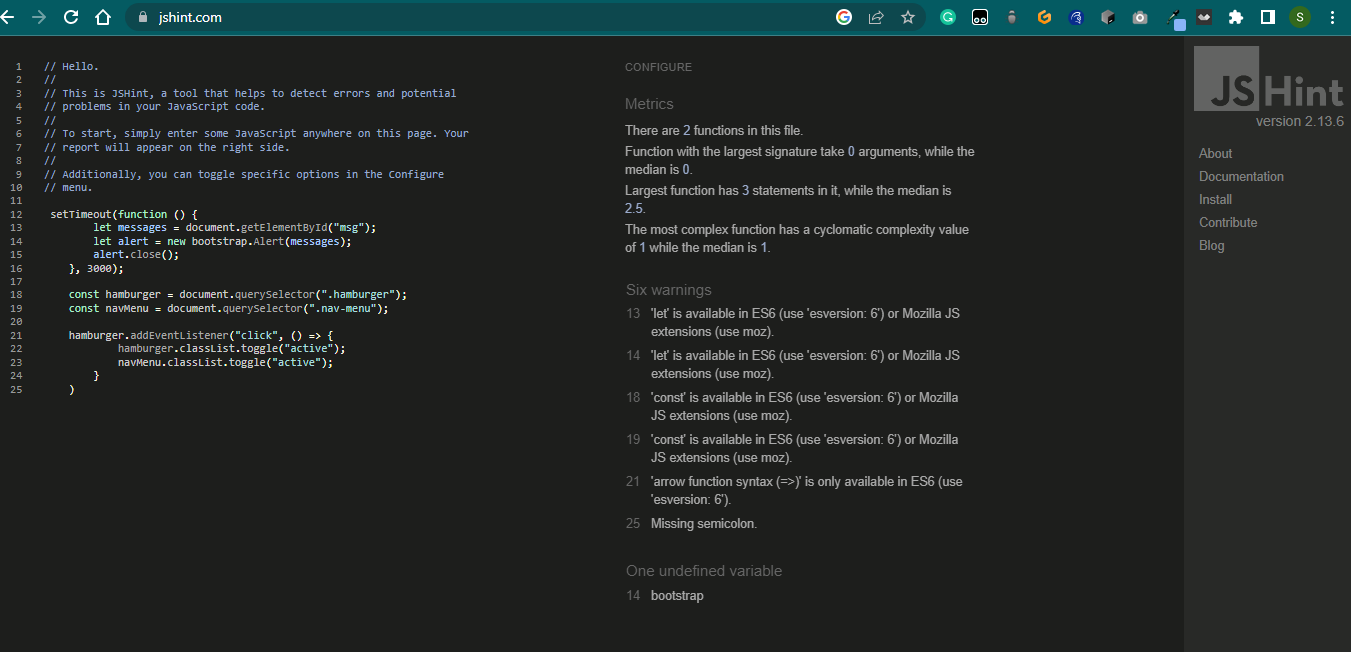 jshint.com
S
1 // Hello.
2 //
3 // This is JSHint, a tool that helps to detect errors and potential
4 // problems in your JavaScript code.
5 //
6 // To start, simply enter some JavaScript anywhere on this page. Your
7 // report will appear on the right side.
8 //
9 // Additionally, you can toggle specific options in the Configure
10 // menu.
11
12 setTimeout(function () {
13 let messages = document.getElementById("msg");
14 let alert = new bootstrap.Alert(messages);
15 alert.close();
16 }, 3000);
17
18 const hamburger = document.querySelector(".hamburger");
19 const navMenu = document.querySelector(".nav-menu");
20
21 hamburger.addEventListener("click", () => {
22 hamburger.classList.toggle("active");
23 navMenu.classList.toggle("active");
24 }
25 )
CONFIGURE
Metrics
There are 2 functions in this file.
Function with the largest signature take 0 arguments, while the
median is 0.
Largest function has 3 statements in it, while the median is
2.5.
The most complex function has a cyclomatic complexity value
of 1 while the median is 1.
Six warnings
13 'let' is available in ES6 (use 'esversion: 6') or Mozilla JS
extensions (use moz).
14 'let' is available in ES6 (use 'esversion: 6') or Mozilla JS
extensions (use moz).
18 'const' is available in ES6 (use 'esversion: 6') or Mozilla
JS extensions (use moz).
19 'const' is available in ES6 (use 'esversion: 6') or Mozilla
JS extensions (use moz).
21 'arrow function syntax (=>)' is only available in ES6 (use
'esversion: 6').
25 Missing semicolon.
One undefined variable
14 bootstrap
JSHint
version 2.13.6
About
Documentation
Install
Contribute
Blog